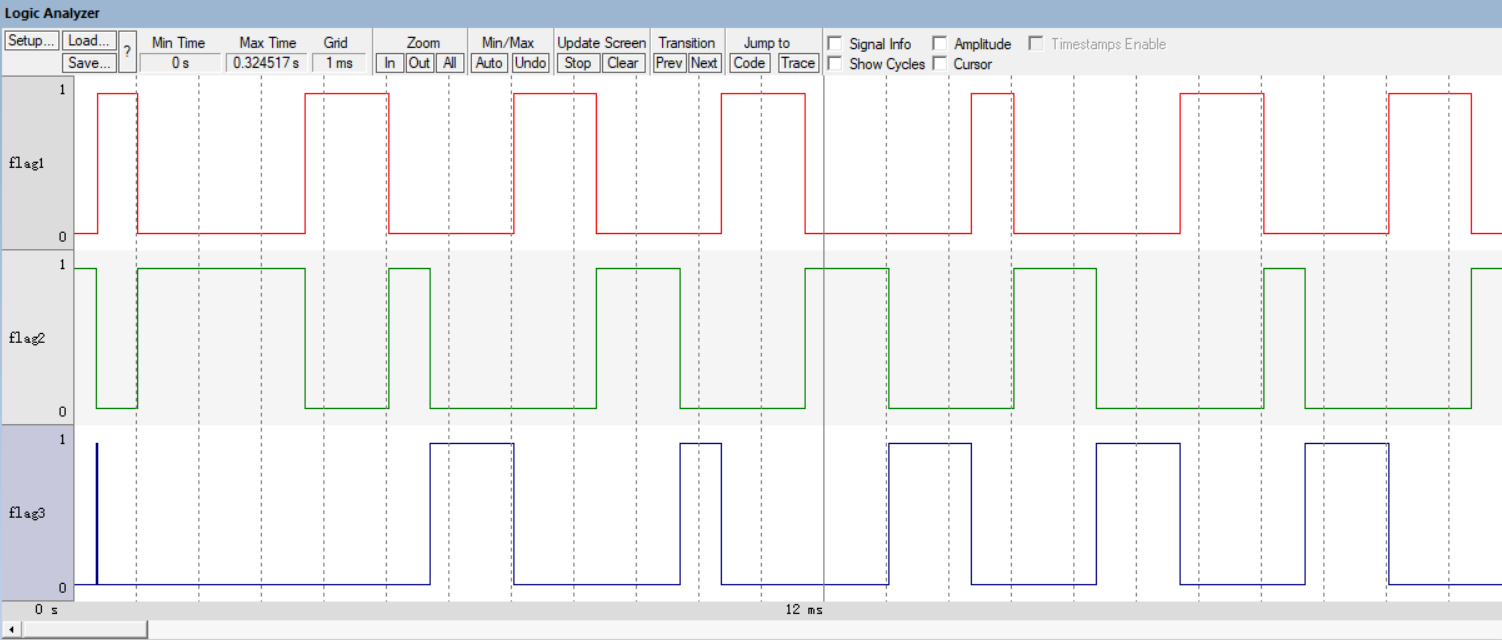 Logic Analyzer
Setup... Load... ? Min Time Max Time Grid Zoom Min/Max Update Screen Transition Jump to Signal Info Amplitude Timestamps Enable
Save... 0 s 0.324517 s 1 ms In Out All Auto Undo Stop Clear Prev Next Code Trace Show Cycles Cursor
1
flag1
0
1
flag2
0
1
flag3
0
0 s 12 ms